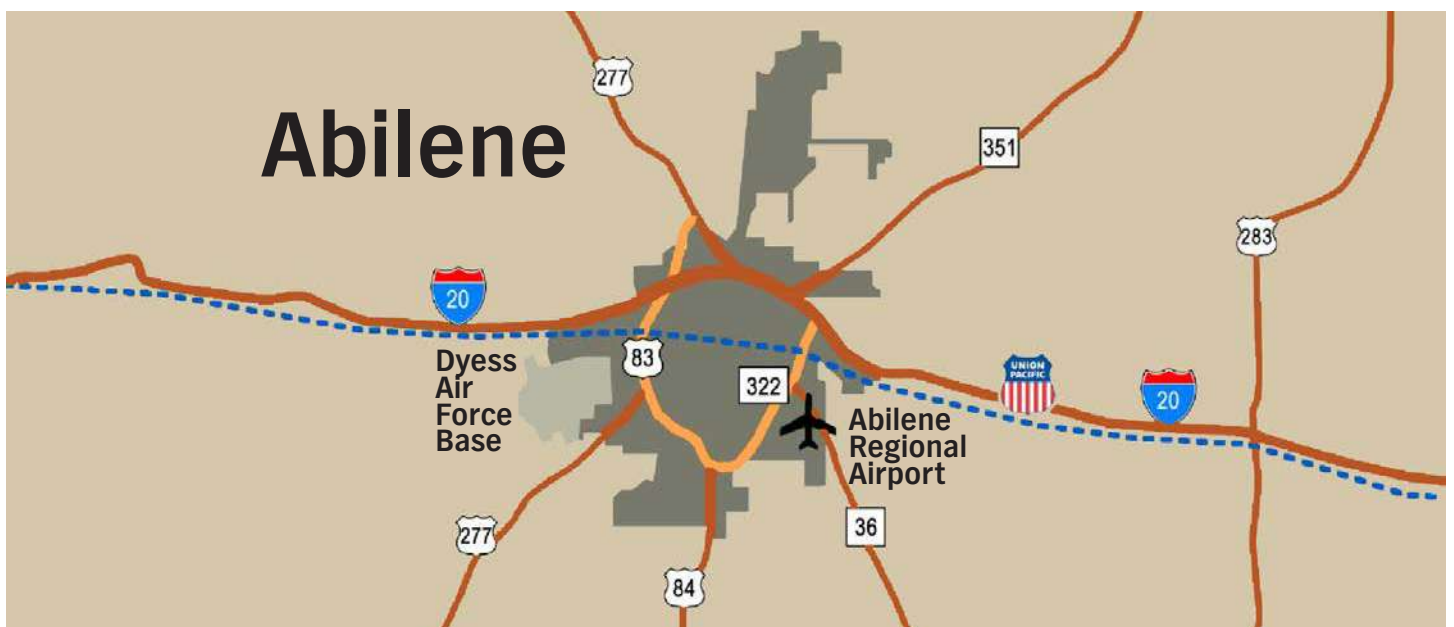 277
Abilene
351
283
20
Dyess
Air
Force
Base
83
322
UNION
PACIFIC
20
Abilene
Regional
Airport
277
36
84